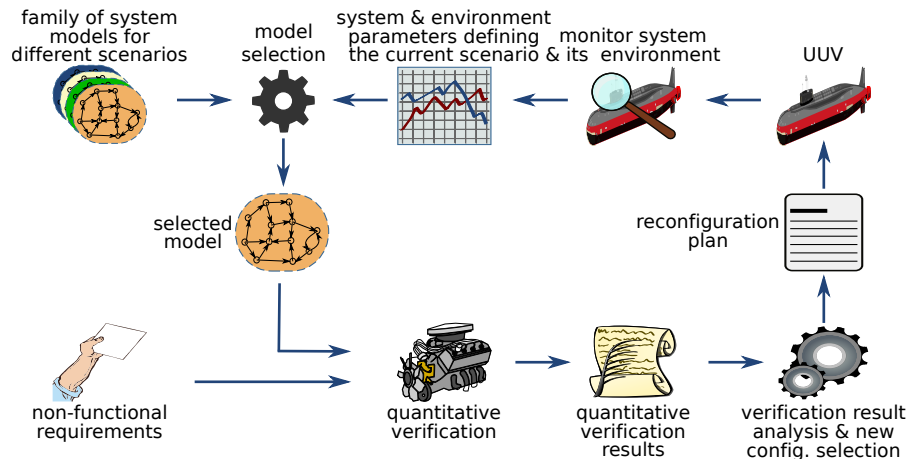 family of system
models for
different scenarios
model
selection
system & environment
parameters defining
the current scenario
monitor system
& its environment
UUV
selected
model
reconfiguration
plan
non-functional
requirements
quantitative
verification
quantitative
verification
results
verification result
analysis & new
config. selection